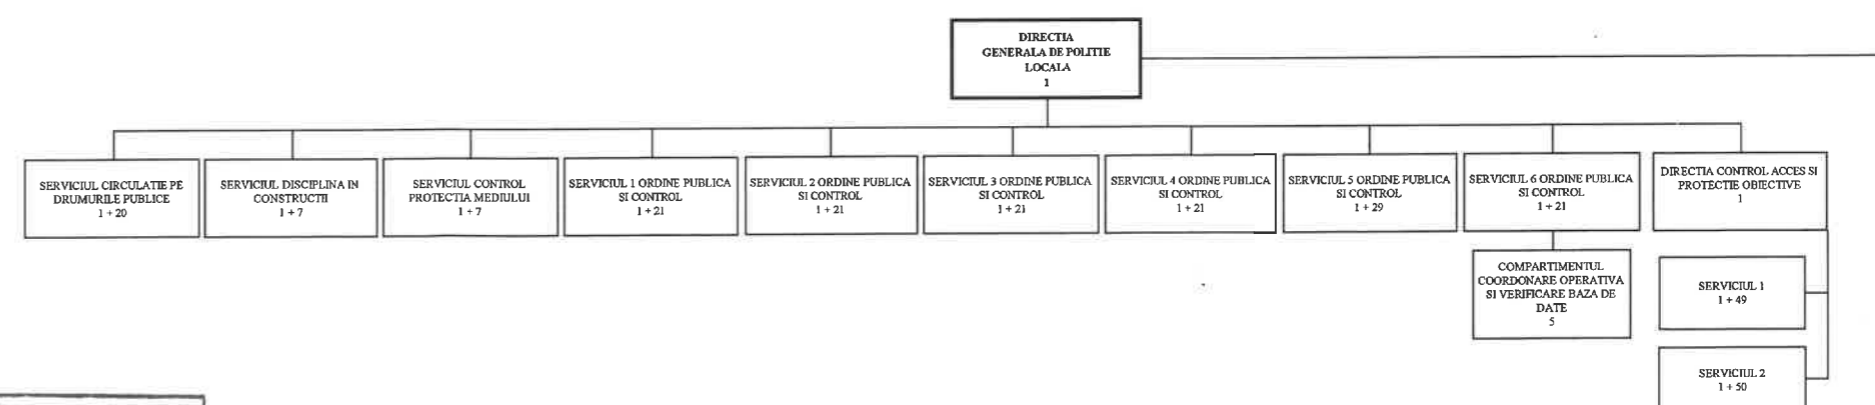 DIRECTIA
GENERALA DE POLITIE
LOCALA
1
SERVICIUL CIRCULATIE PE
DRUMURILE PUBLICE
1 + 20
SERVICIUL DISCIPLINA IN
CONSTRUCTII
1 + 7
SERVICIUL CONTROL
PROTECTIA MEDIULUI
1 + 7
SERVICIUL 1 ORDINE PUBLICA
SI CONTROL
1 + 21
SERVICIUL 2 ORDINE PUBLICA
SI CONTROL
1 + 21
SERVICIUL 3 ORDINE PUBLICA
SI CONTROL
1 + 21
SERVICIUL 4 ORDINE PUBLICA
SI CONTROL
1 + 21
SERVICIUL 5 ORDINE PUBLICA
SI CONTROL
1 + 29
SERVICIUL 6 ORDINE PUBLICA
SI CONTROL
1 + 21
DIRECTIA CONTROL ACCES SI
PROTECTIE OBIECTIVE
1
COMPARTIMENTUL
COORDONARE OPERATIVA
SI VERIFICARE BAZA DE
DATE
5
SERVICIUL 1
1 + 49
SERVICIUL 2
1 + 50